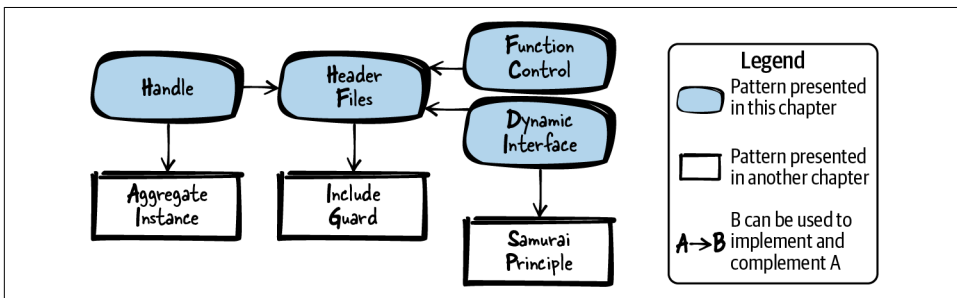 Handle
Header
Files
Function
Control
Dynamic
Interface
Aggregate
Instance
Include
Guard
Samurai
Principle
Legend
Pattern presented
in this chapter
Pattern presented
in another chapter
A→B
B can be used to
implement and
complement A